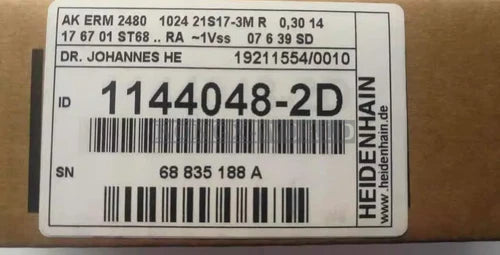 AK ERM 2480 1024 21S17-3M R 0,30 14
17 67 01 ST68 .. RA ~1Vss 07 6 39 SD
DR. JOHANNES HE 19211554/0010
ID 1144048-2D
SN 68 835 188 A
HEIDENHAIN
www.heidenhain.de